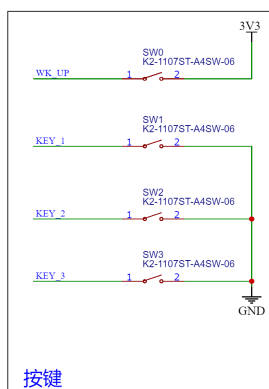 3V3
SW0
K2-1107ST-A4SW-06
WK_UP 1 2
SW1
K2-1107ST-A4SW-06
KEY_1 1 2
SW2
K2-1107ST-A4SW-06
KEY_2 1 2
SW3
K2-1107ST-A4SW-06
KEY_3 1 2
GND
按键